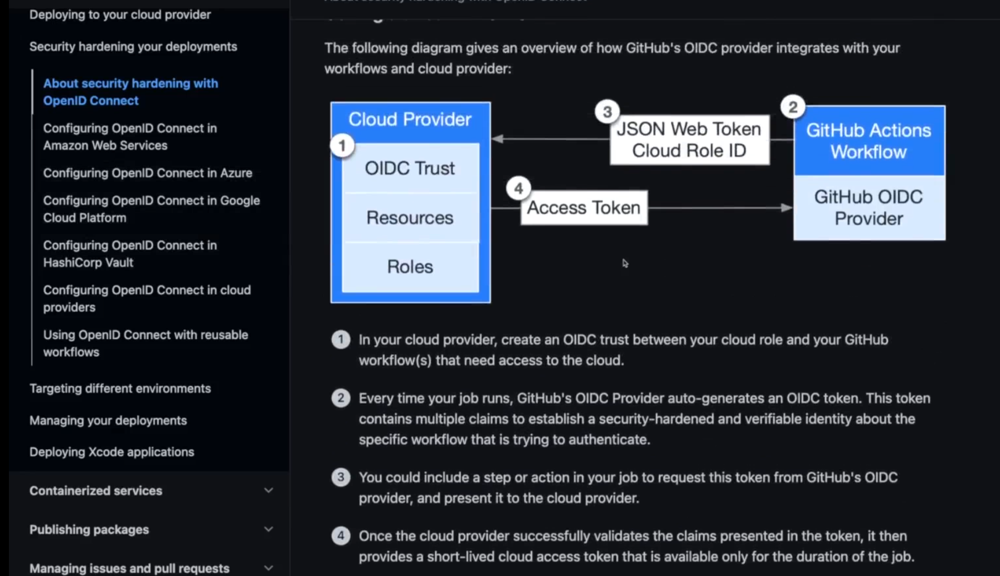 Deploying to your cloud provider
Security hardening your deployments
About security hardening with
OpenID Connect
Configuring OpenID Connect in
Amazon Web Services
Configuring OpenID Connect in Azure
Configuring OpenID Connect in Google
Cloud Platform
Configuring OpenID Connect in
HashiCorp Vault
Configuring OpenID Connect in cloud
providers
Using OpenID Connect with reusable
workflows
Targeting different environments
Managing your deployments
Deploying Xcode applications
Containerized services
Publishing packages
Managing issues and pull requests
The following diagram gives an overview of how GitHub's OIDC provider integrates with your
workflows and cloud provider:
Cloud Provider
1
OIDC Trust
Resources
Roles
3
JSON Web Token
Cloud Role ID
4
Access Token
2
GitHub Actions
Workflow
GitHub OIDC
Provider
1 In your cloud provider, create an OIDC trust between your cloud role and your GitHub
workflow(s) that need access to the cloud.
2 Every time your job runs, GitHub's OIDC Provider auto-generates an OIDC token. This token
contains multiple claims to establish a security-hardened and verifiable identity about the
specific workflow that is trying to authenticate.
3 You could include a step or action in your job to request this token from GitHub's OIDC
provider, and present it to the cloud provider.
4 Once the cloud provider successfully validates the claims presented in the token, it then
provides a short-lived cloud access token that is available only for the duration of the job.